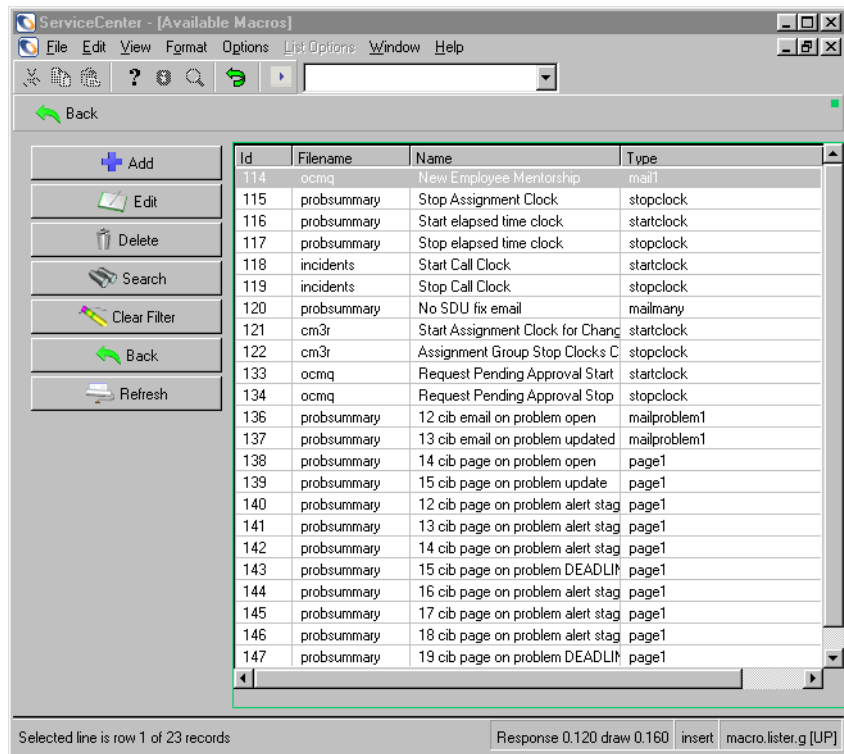 ServiceCenter - [Available Macros]
File Edit View Format Options List Options Window Help
Back
Add
Edit
Delete
Search
Clear Filter
Back
Refresh
Id Filename Name Type
114 ocmq New Employee Mentorship mail1
115 probsummary Stop Assignment Clock stopclock
116 probsummary Start elapsed time clock startclock
117 probsummary Stop elapsed time clock stopclock
118 incidents Start Call Clock startclock
119 incidents Stop Call Clock stopclock
120 probsummary No SDU fix email mailmany
121 cm3r Start Assignment Clock for Chang startclock
122 cm3r Assignment Group Stop Clocks C stopclock
133 ocmq Request Pending Approval Start startclock
134 ocmq Request Pending Approval Stop stopclock
136 probsummary 12 cib email on problem open mailproblem1
137 probsummary 13 cib email on problem updated mailproblem1
138 probsummary 14 cib page on problem open page1
139 probsummary 15 cib page on problem update page1
140 probsummary 12 cib page on problem alert stag page1
141 probsummary 13 cib page on problem alert stag page1
142 probsummary 14 cib page on problem alert stag page1
143 probsummary 15 cib page on problem DEADLIN page1
144 probsummary 16 cib page on problem alert stag page1
145 probsummary 17 cib page on problem alert stag page1
146 probsummary 18 cib page on problem alert stag page1
147 probsummary 19 cib page on problem DEADLIN page1
Selected line is row 1 of 23 records
Response 0.120 draw 0.160 insert macro.lister.g [UP]